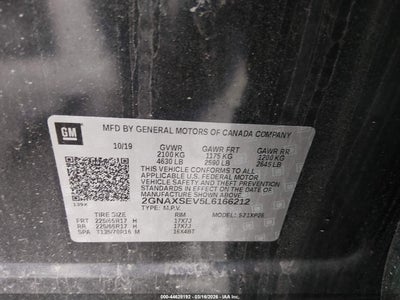 GM
MFD BY GENERAL MOTORS OF CANADA COMPANY
10/19 GVWR GAWR FRT GAWR RR
2100 KG 1175 KG 1200 KG
4630 LB 2590 LB 2645 LB
THIS VEHICLE CONFORMS TO ALL
APPLICABLE U.S. FEDERAL MOTOR
VEHICLE SAFETY AND THEFT PREVENTION
STANDARDS IN EFFECT ON THE DATE OF
MANUFACTURE SHOWN ABOVE.
2GNAXSEV5L6166212
TYPE: M.P.V.
TIRE SIZE RIM MODEL:
FRT 225/65R17 H 17X7J
RR 225/65R17 H 17X7J
SPA T135/70R16 M 16X4BT